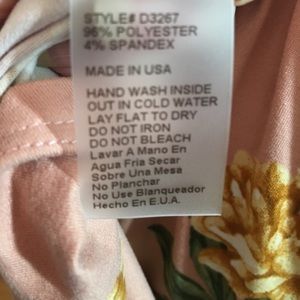 STYLE# D3267
96% POLYESTER
4% SPANDEX
MADE IN USA
HAND WASH INSIDE
OUT IN COLD WATER
LAY FLAT TO DRY
DO NOT IRON
DO NOT BLEACH
Lavar A Mano En
Agua Fria Secar
Sobre Una Mesa
No Planchar
No Use Blanqueador
Hecho En E.U.A.